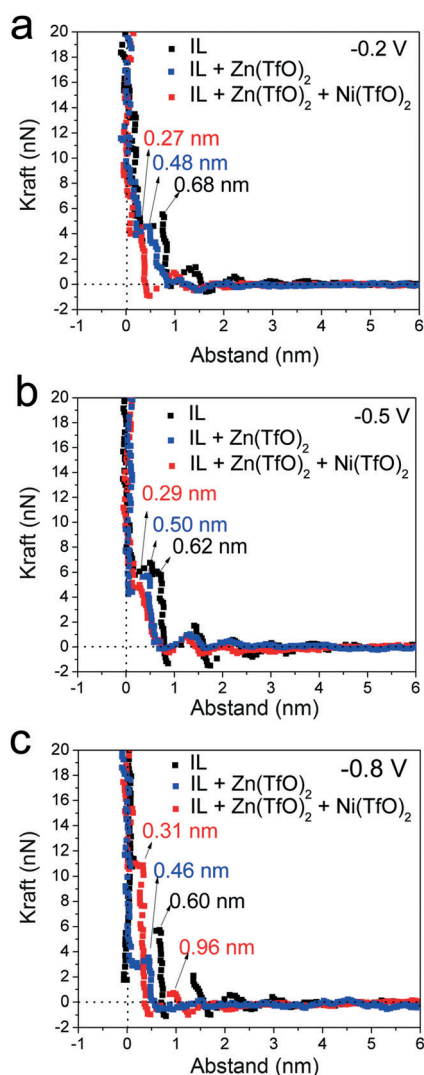 a
20
18
16
14
12
10
8
6
4
2
0
-2
Kraft (nN)
■ IL -0.2 V
■ IL + Zn(TfO)₂
■ IL + Zn(TfO)₂ + Ni(TfO)₂
0.27 nm
0.48 nm
0.68 nm
-1 0 1 2 3 4 5 6
Abstand (nm)
b
20
18
16
14
12
10
8
6
4
2
0
-2
Kraft (nN)
■ IL -0.5 V
■ IL + Zn(TfO)₂
■ IL + Zn(TfO)₂ + Ni(TfO)₂
0.29 nm
0.50 nm
0.62 nm
-1 0 1 2 3 4 5 6
Abstand (nm)
c
20
18
16
14
12
10
8
6
4
2
0
-2
Kraft (nN)
■ IL -0.8 V
■ IL + Zn(TfO)₂
■ IL + Zn(TfO)₂ + Ni(TfO)₂
0.31 nm
0.46 nm
0.60 nm
0.96 nm
-1 0 1 2 3 4 5 6
Abstand (nm)